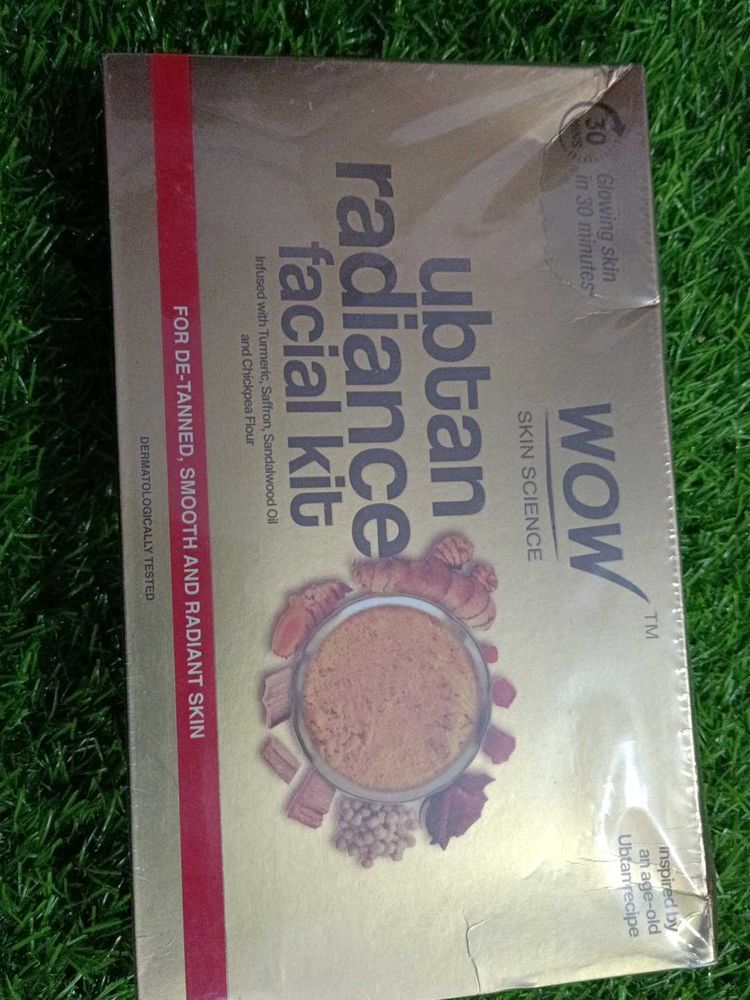 30
MINS
Glowing skin
in 30 minutes*
WOW™
SKIN SCIENCE
Inspired by
an age-old
Ubtan recipe
ubtan
radiance
facial kit
Infused with Turmeric, Saffron, Sandalwood Oil
and Chickpea Flour
FOR DE-TANNED, SMOOTH AND RADIANT SKIN
DERMATOLOGICALLY TESTED